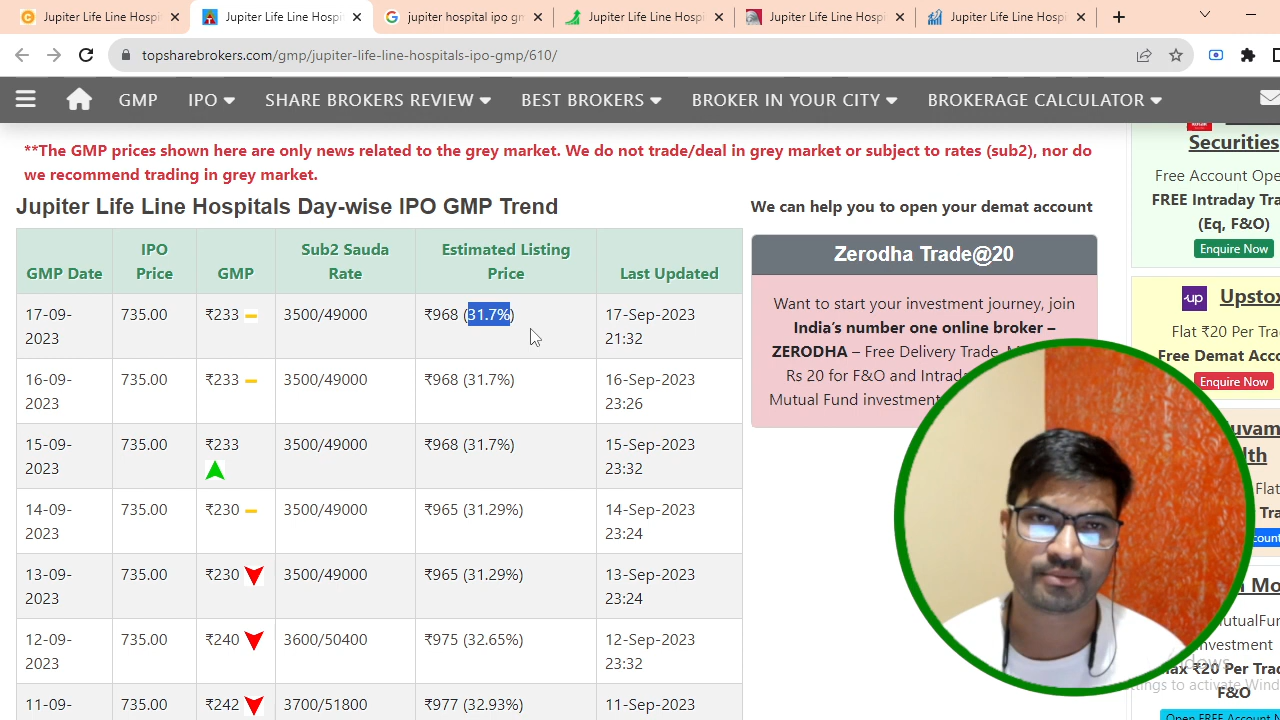 Jupiter Life Line Hospi
Jupiter Life Line Hospi
jupiter hospital ipo gm
Jupiter Life Line Hospi
Jupiter Life Line Hospi
Jupiter Life Line Hospi
topsharebrokers.com/gmp/jupiter-life-line-hospitals-ipo-gmp/610/
GMP IPO SHARE BROKERS REVIEW BEST BROKERS BROKER IN YOUR CITY BROKERAGE CALCULATOR
**The GMP prices shown here are only news related to the grey market. We do not trade/deal in grey market or subject to rates (sub2), nor do
we recommend trading in grey market.
Jupiter Life Line Hospitals Day-wise IPO GMP Trend
GMP Date IPO Price GMP Sub2 Sauda Rate Estimated Listing Price Last Updated
17-09-2023 735.00 ₹233 3500/49000 ₹968 (31.7%) 17-Sep-2023 21:32
16-09-2023 735.00 ₹233 3500/49000 ₹968 (31.7%) 16-Sep-2023 23:26
15-09-2023 735.00 ₹233 3500/49000 ₹968 (31.7%) 15-Sep-2023 23:32
14-09-2023 735.00 ₹230 3500/49000 ₹965 (31.29%) 14-Sep-2023 23:24
13-09-2023 735.00 ₹230 3500/49000 ₹965 (31.29%) 13-Sep-2023 23:24
12-09-2023 735.00 ₹240 3600/50400 ₹975 (32.65%) 12-Sep-2023 23:32
11-09- 735.00 ₹242 3700/51800 ₹977 (32.93%) 11-Sep-2023
We can help you to open your demat account
Zerodha Trade@20
Want to start your investment journey, join
India's number one online broker –
ZERODHA – Free Delivery Trade,
Rs 20 for F&O and
Mutual Fund
Securities
Free Account
FREE Intraday
(Eq, F&O)
Enquire Now
up
Flat ₹20 Per
Free Demat
Enquire Now
Flat
₹20 Per
F&O
Open FREE Account